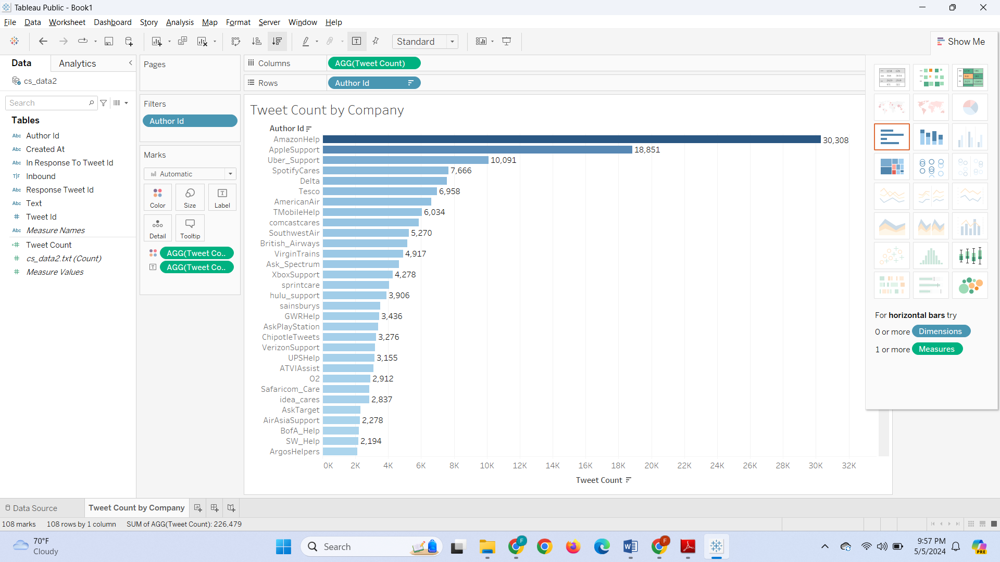 Tableau Public - Book1
File Data Worksheet Dashboard Story Analysis Map Format Server Window Help
Standard
Show Me
Data Analytics
cs_data2
Search
Tables
Abc Author Id
Abc Created At
Abc In Response To Tweet Id
T|F Inbound
Abc Response Tweet Id
Abc Text
# Tweet Id
Abc Measure Names
=# Tweet Count
# cs_data2.txt (Count)
# Measure Values
Pages
Filters
Author Id
Marks
Automatic
Color Size Label
Detail Tooltip
AGG(Tweet Co..
AGG(Tweet Co..
Columns AGG(Tweet Count)
Rows Author Id
Tweet Count by Company
Author Id
AmazonHelp 30,308
AppleSupport 18,851
Uber_Support 10,091
SpotifyCares 7,666
Delta
Tesco 6,958
AmericanAir
TMobileHelp 6,034
comcastcares
SouthwestAir 5,270
British_Airways
VirginTrains 4,917
Ask_Spectrum
XboxSupport 4,278
sprintcare
hulu_support 3,906
sainsburys
GWRHelp 3,436
AskPlayStation
ChipotleTweets 3,276
VerizonSupport
UPSHelp 3,155
ATVIAssist
O2 2,912
Safaricom_Care
idea_cares 2,837
AskTarget
AirAsiaSupport 2,278
BofA_Help
SW_Help 2,194
ArgosHelpers
0K 2K 4K 6K 8K 10K 12K 14K 16K 18K 20K 22K 24K 26K 28K 30K 32K
Tweet Count
For horizontal bars try
0 or more Dimensions
1 or more Measures
Data Source Tweet Count by Company
108 marks 108 rows by 1 column SUM of AGG(Tweet Count): 226,479
70°F
Cloudy
Search
9:57 PM
5/5/2024
PRE